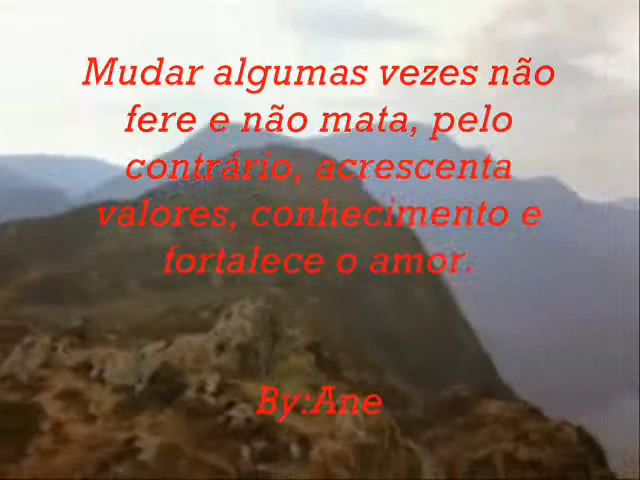 Mudar algumas vezes não
fere e não mata, pelo
contrário, acrescenta
valores, conhecimento e
fortalece o amor.
By:Ane